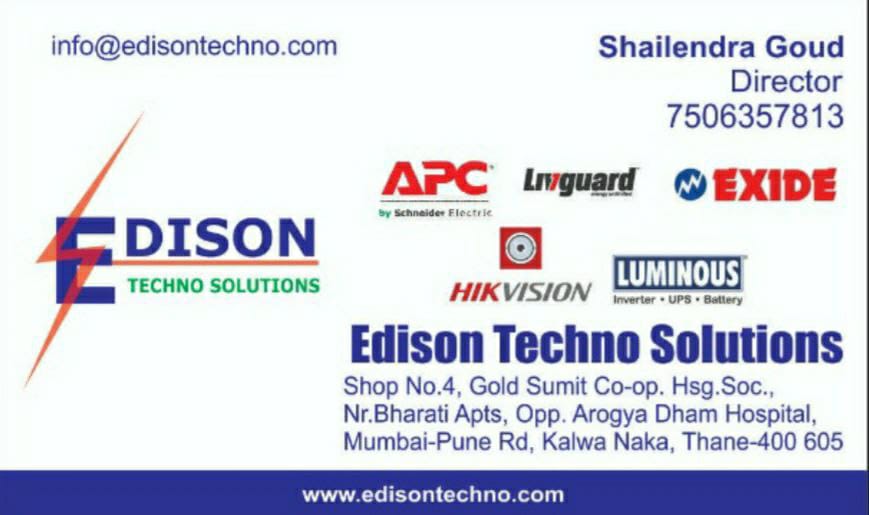 info@edisontechno.com
Shailendra Goud
Director
7506357813
APC
by Schneider Electric
Livguard
energy unlimited
EXIDE
EDISON
TECHNO SOLUTIONS
HIKVISION
LUMINOUS
Inverter • UPS • Battery
Edison Techno Solutions
Shop No.4, Gold Sumit Co-op. Hsg.Soc.,
Nr.Bharati Apts, Opp. Arogya Dham Hospital,
Mumbai-Pune Rd, Kalwa Naka, Thane-400 605
www.edisontechno.com